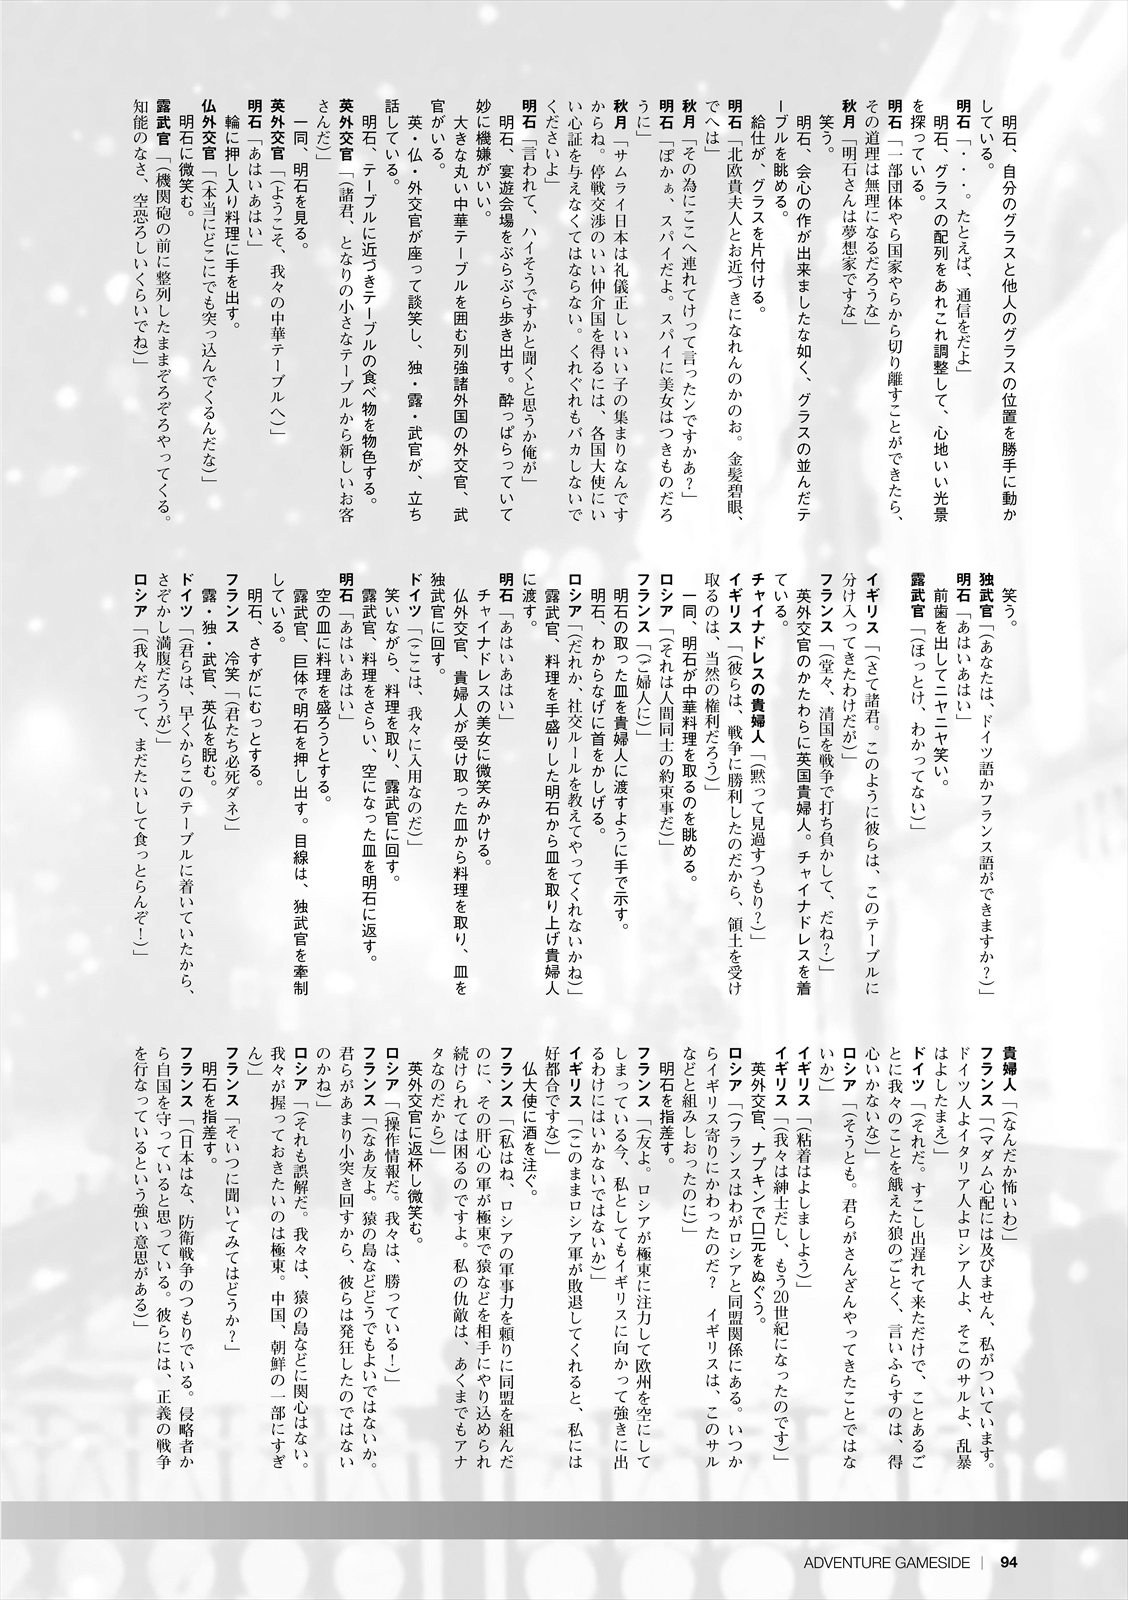 明石、自分のグラスと他人のグラスの位置を勝手に動か
している。
明石「・・・。たとえば、通信をだよ」
　明石、グラスの配列をあれこれ調整して、心地いい光景
を探っている。
明石「一部団体やら国家やらから切り離すことができたら、
その道理は無理になるだろうな」
秋月「明石さんは夢想家ですな」
　笑う。
　明石、会心の作が出来ましたな如く、グラスの並んだテ
ーブルを眺める。
　給仕が、グラスを片付ける。
明石「北欧貴夫人とお近づきになれんのかのお。金髪碧眼、
でへは」
秋月「その為にここへ連れてけって言ったンですかあ？」
明石「ぼかぁ、スパイだよ。スパイに美女はつきものだろ
うに」
秋月「サムライ日本は礼儀正しいいい子の集まりなんです
からね。停戦交渉のいい仲介国を得るには、各国大使にい
い心証を与えなくてはならない。くれぐれもバカしないで
くださいよ」
明石「言われて、ハイそうですかと聞くと思うか俺が」
　明石、宴遊会場をぶらぶら歩き出す。酔っぱらっていて
妙に機嫌がいい。
　大きな丸い中華テーブルを囲む列強諸外国の外交官、武
官がいる。
　英・仏・外交官が座って談笑し、独・露・武官が、立ち
話している。
　明石、テーブルに近づきテーブルの食べ物を物色する。
英外交官「（諸君、となりの小さなテーブルから新しいお客
さんだ）」
　一同、明石を見る。
英外交官「（ようこそ、我々の中華テーブルへ）」
明石「あはいあはい」
　輪に押し入り料理に手を出す。
仏外交官「（本当にどこにでも突っ込んでくるんだな）」
　明石に微笑む。
露武官「（機関砲の前に整列したままぞろぞろやってくる。
知能のなさ、空恐ろしいくらいでね）」
　笑う。
独武官「（あなたは、ドイツ語かフランス語ができますか？）」
明石「あはいあはい」
　前歯を出してニヤニヤ笑い。
露武官「（ほっとけ、わかってない）」
イギリス「（さて諸君。このように彼らは、このテーブルに
分け入ってきたわけだが）」
フランス「（堂々、清国を戦争で打ち負かして、だね？）」
　英外交官のかたわらに英国貴婦人。チャイナドレスを着
ている。
チャイナドレスの貴婦人「（黙って見過すつもり？）」
イギリス「（彼らは、戦争に勝利したのだから、領土を受け
取るのは、当然の権利だろう）」
　一同、明石が中華料理を取るのを眺める。
ロシア「（それは人間同士の約束事だ）」
フランス「（ご婦人に）」
　明石の取った皿を貴婦人に渡すように手で示す。
　明石、わからなげに首をかしげる。
ロシア「（だれか、社交ルールを教えてやってくれないかね）」
　露武官、料理を手盛りした明石から皿を取り上げ貴婦人
に渡す。
明石「あはいあはい」
　チャイナドレスの美女に微笑みかける。
　仏外交官、貴婦人が受け取った皿から料理を取り、皿を
独武官に回す。
ドイツ「（ここは、我々に入用なのだ）」
　笑いながら、料理を取り、露武官に回す。
　露武官、料理をさらい、空になった皿を明石に返す。
明石「あはいあはい」
　空の皿に料理を盛ろうとする。
　露武官、巨体で明石を押し出す。目線は、独武官を牽制
している。
　明石、さすがにむっとする。
フランス　冷笑「（君たち必死ダネ）」
　露・独・武官、英仏を睨む。
ドイツ「（君らは、早くからこのテーブルに着いていたから、
さぞかし満腹だろうが）」
ロシア「（我々だって、まだたいして食っとらんぞ！）」
貴婦人「（なんだか怖いわ）」
フランス「（マダム心配には及びません、私がついています。
ドイツ人よイタリア人よロシア人よ、そこのサルよ、乱暴
はよしたまえ）」
ドイツ「（それだ。すこし出遅れて来ただけで、ことあるご
とに我々のことを餓えた狼のごとく、言いふらすのは、得
心いかないな）」
ロシア「（そうとも。君らがさんざんやってきたことではな
いか）」
イギリス「（粘着はよしましよう）」
イギリス「（我々は紳士だし、もう20世紀になったのです）」
　英外交官、ナプキンで口元をぬぐう。
ロシア「（フランスはわがロシアと同盟関係にある。いつか
らイギリス寄りにかわったのだ？　イギリスは、このサル
などと組みしおったのに）」
　明石を指差す。
フランス「（友よ。ロシアが極東に注力して欧州を空にして
しまっている今、私としてもイギリスに向かって強きに出
るわけにはいかないではないか）」
イギリス「（このままロシア軍が敗退してくれると、私には
好都合ですな）」
　仏大使に酒を注ぐ。
フランス「（私はね、ロシアの軍事力を頼りに同盟を組んだ
のに、その肝心の軍が極東で猿などを相手にやり込められ
続けられては困るのですよ。私の仇敵は、あくまでもアナ
タなのだから）」
　英外交官に返杯し微笑む。
ロシア「（操作情報だ。我々は、勝っている！）」
フランス「（なあ友よ。猿の島などどうでもよいではないか。
君らがあまり小突き回すから、彼らは発狂したのではない
のかね）」
ロシア「（それも誤解だ。我々は、猿の島などに関心はない。
我々が握っておきたいのは極東。中国、朝鮮の一部にすぎ
ん）」
フランス「そいつに聞いてみてはどうか？」
　明石を指差す。
フランス「（日本はな、防衛戦争のつもりでいる。侵略者か
ら自国を守っていると思っている。彼らには、正義の戦争
を行なっているという強い意思がある）」
ADVENTURE GAMESIDE | 94